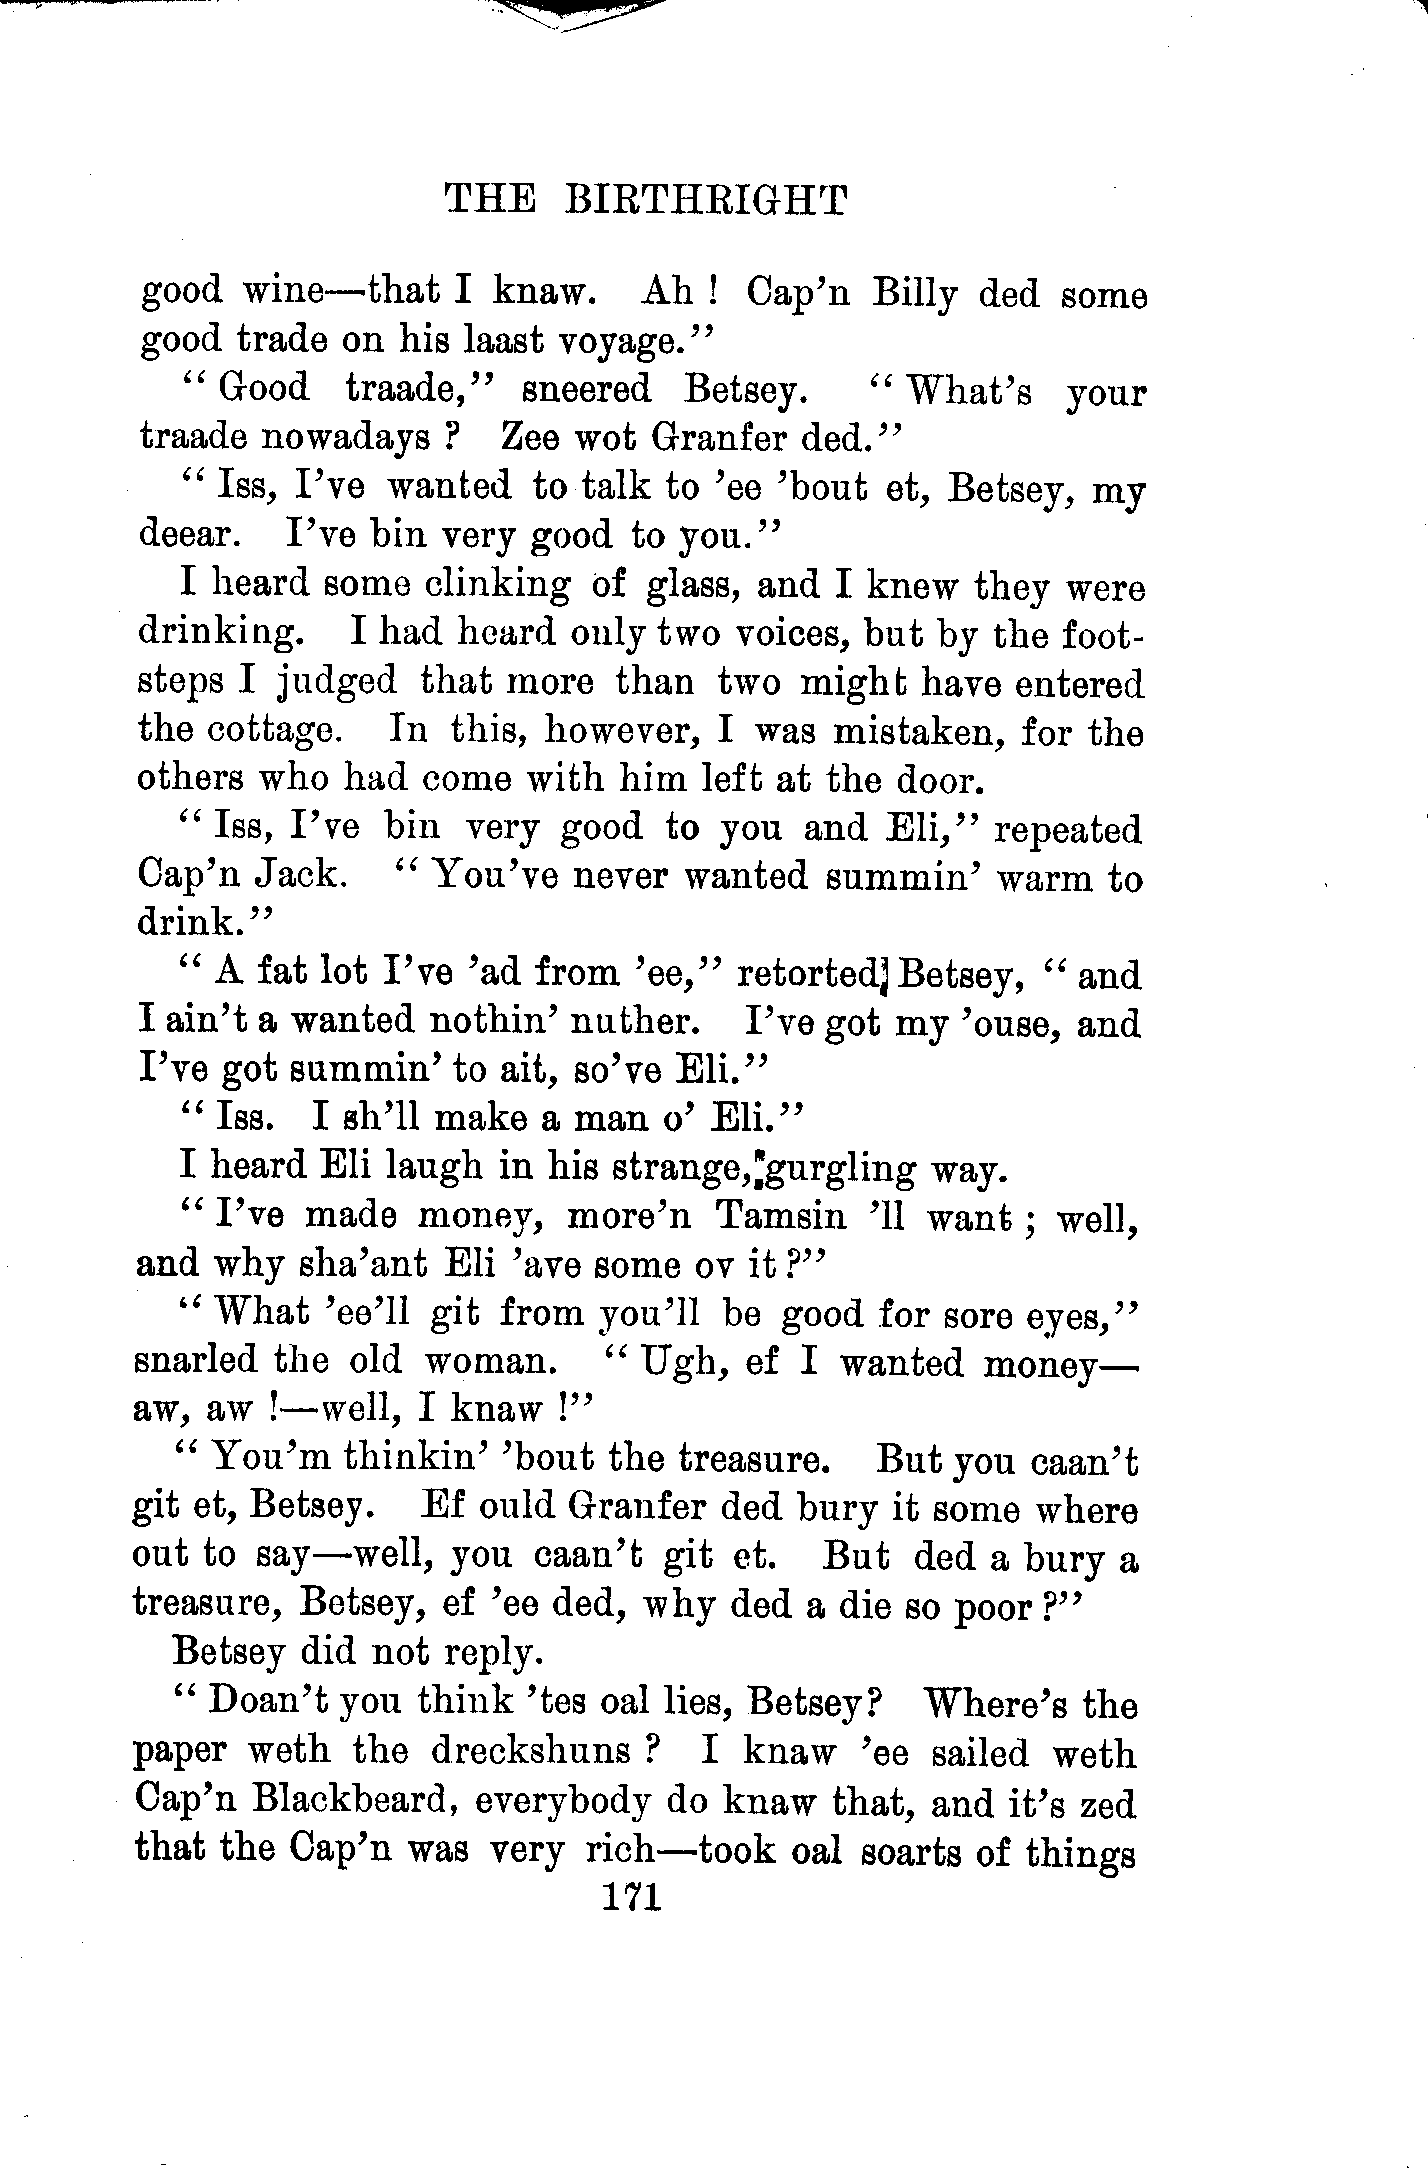 THE BIRTHRIGHT
good wine—that I knaw. Ah! Cap'n Billy ded some
good trade on his laast voyage."
"Good traade," sneered Betsey. "What's your
traade nowadays? Zee wot Granfer ded."
"Iss, I've wanted to talk to 'ee 'bout et, Betsey, my
deear. I've bin very good to you."
I heard some clinking of glass, and I knew they were
drinking. I had heard only two voices, but by the foot-
steps I judged that more than two might have entered
the cottage. In this, however, I was mistaken, for the
others who had come with him left at the door.
"Iss, I've bin very good to you and Eli," repeated
Cap'n Jack. "You've never wanted summin' warm to
drink."
"A fat lot I've 'ad from 'ee," retorted Betsey, "and
I ain't a wanted nothin' nuther. I've got my 'ouse, and
I've got summin' to ait, so've Eli."
"Iss. I sh'll make a man o' Eli."
I heard Eli laugh in his strange, gurgling way.
"I've made money, more'n Tamsin 'll want; well,
and why sha'ant Eli 'ave some ov it?"
"What 'ee'll git from you'll be good for sore eyes,"
snarled the old woman. "Ugh, ef I wanted money—
aw, aw!—well, I knaw!"
"You'm thinkin' 'bout the treasure. But you caan't
git et, Betsey. Ef ould Granfer ded bury it some where
out to say—well, you caan't git et. But ded a bury a
treasure, Betsey, ef 'ee ded, why ded a die so poor?"
Betsey did not reply.
"Doan't you think 'tes oal lies, Betsey? Where's the
paper weth the dreckshuns? I knaw 'ee sailed weth
Cap'n Blackbeard, everybody do knaw that, and it's zed
that the Cap'n was very rich—took oal soarts of things
171